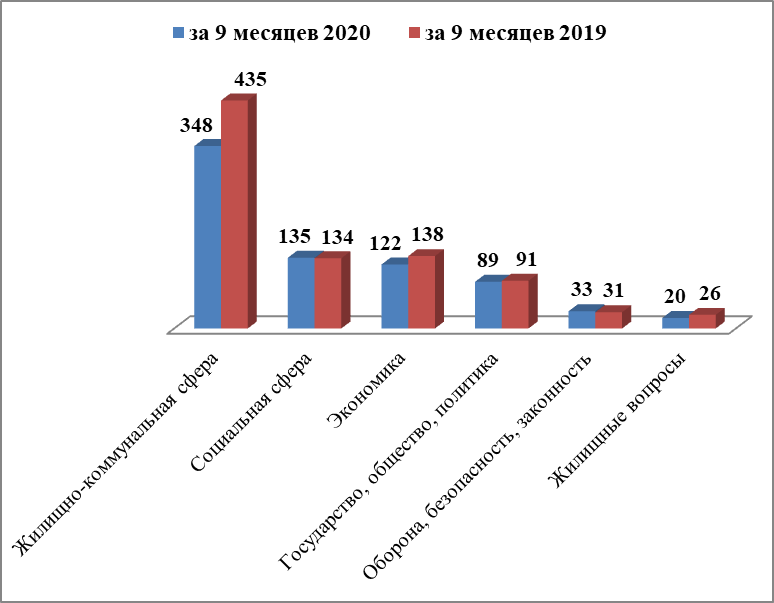 за 9 месяцев 2020 за 9 месяцев 2019
348 435
135 134
122 138
89 91
33 31
20 26
Жилищно-коммунальная сфера
Социальная сфера
Экономика
Государство, общество, политика
Оборона, безопасность, законность
Жилищные вопросы